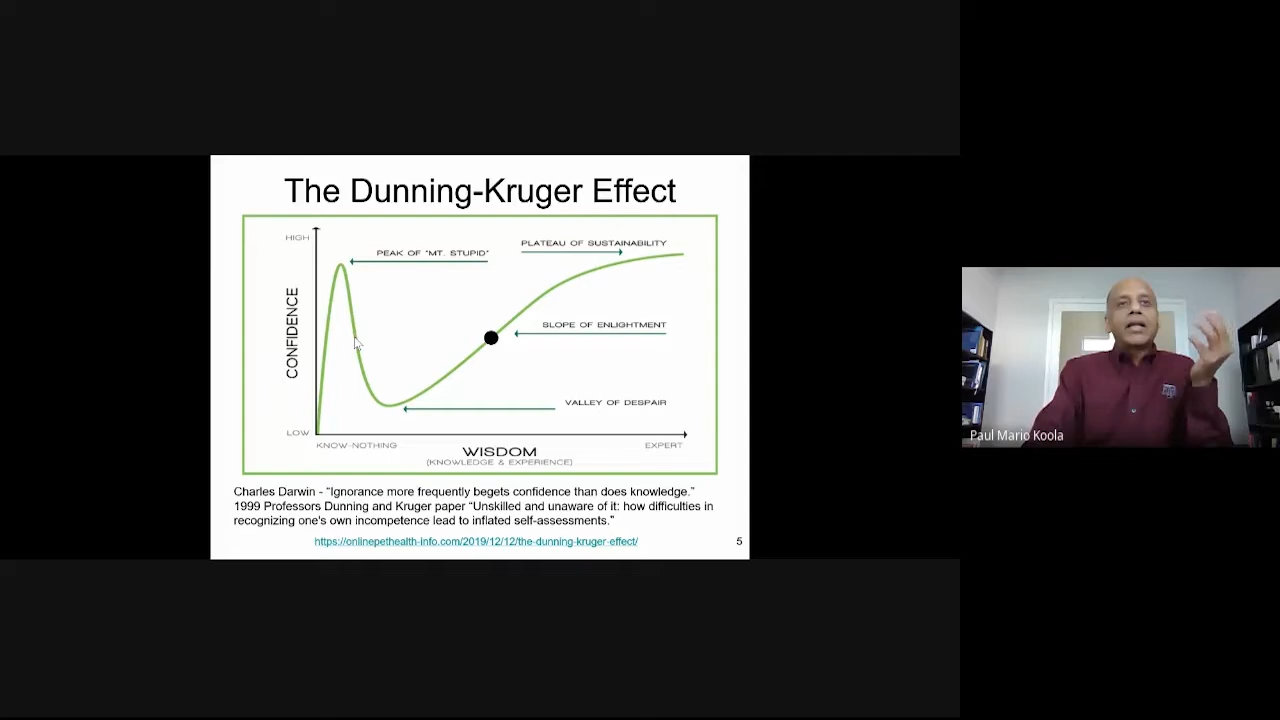 The Dunning-Kruger Effect
HIGH
PEAK OF "MT. STUPID"
PLATEAU OF SUSTAINABILITY
CONFIDENCE
SLOPE OF ENLIGHTMENT
VALLEY OF DESPAIR
LOW
KNOW-NOTHING
WISDOM
EXPERT
(KNOWLEDGE & EXPERIENCE)
Charles Darwin - “Ignorance more frequently begets confidence than does knowledge.”
1999 Professors Dunning and Kruger paper “Unskilled and unaware of it: how difficulties in
recognizing one's own incompetence lead to inflated self-assessments.”
https://onlinepethealth-info.com/2019/12/12/the-dunning-kruger-effect/
5
Paul Mario Koola